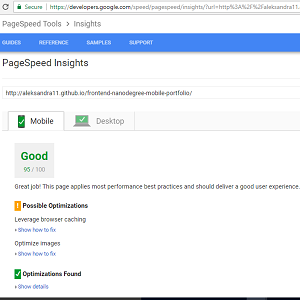 Secure https://developers.google.com/speed/pagespeed/insights/?url=http%3A%2F%2Faleksandra11.
PageSpeed Tools > Insights
GUIDES REFERENCE SAMPLES SUPPORT
PageSpeed Insights
http://aleksandra11.github.io/frontend-nanodegree-mobile-portfolio/
Mobile Desktop
Good
95 / 100
Great job! This page applies most performance best practices and should deliver a good user experience.
! Possible Optimizations
Leverage browser caching
Show how to fix
Optimize images
Show how to fix
Optimizations Found
Show details